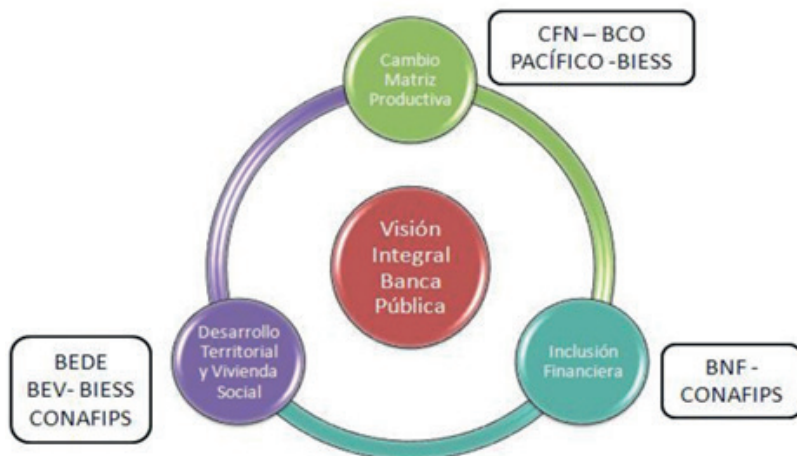 CFN – BCO
PACÍFICO -BIESS
Cambio
Matriz
Productiva
Visión
Integral
Banca
Pública
Desarrollo
Territorial
y Vivienda
Social
Inclusión
Financiera
BEDE
BEV- BIESS
CONAFIPS
BNF -
CONAFIPS